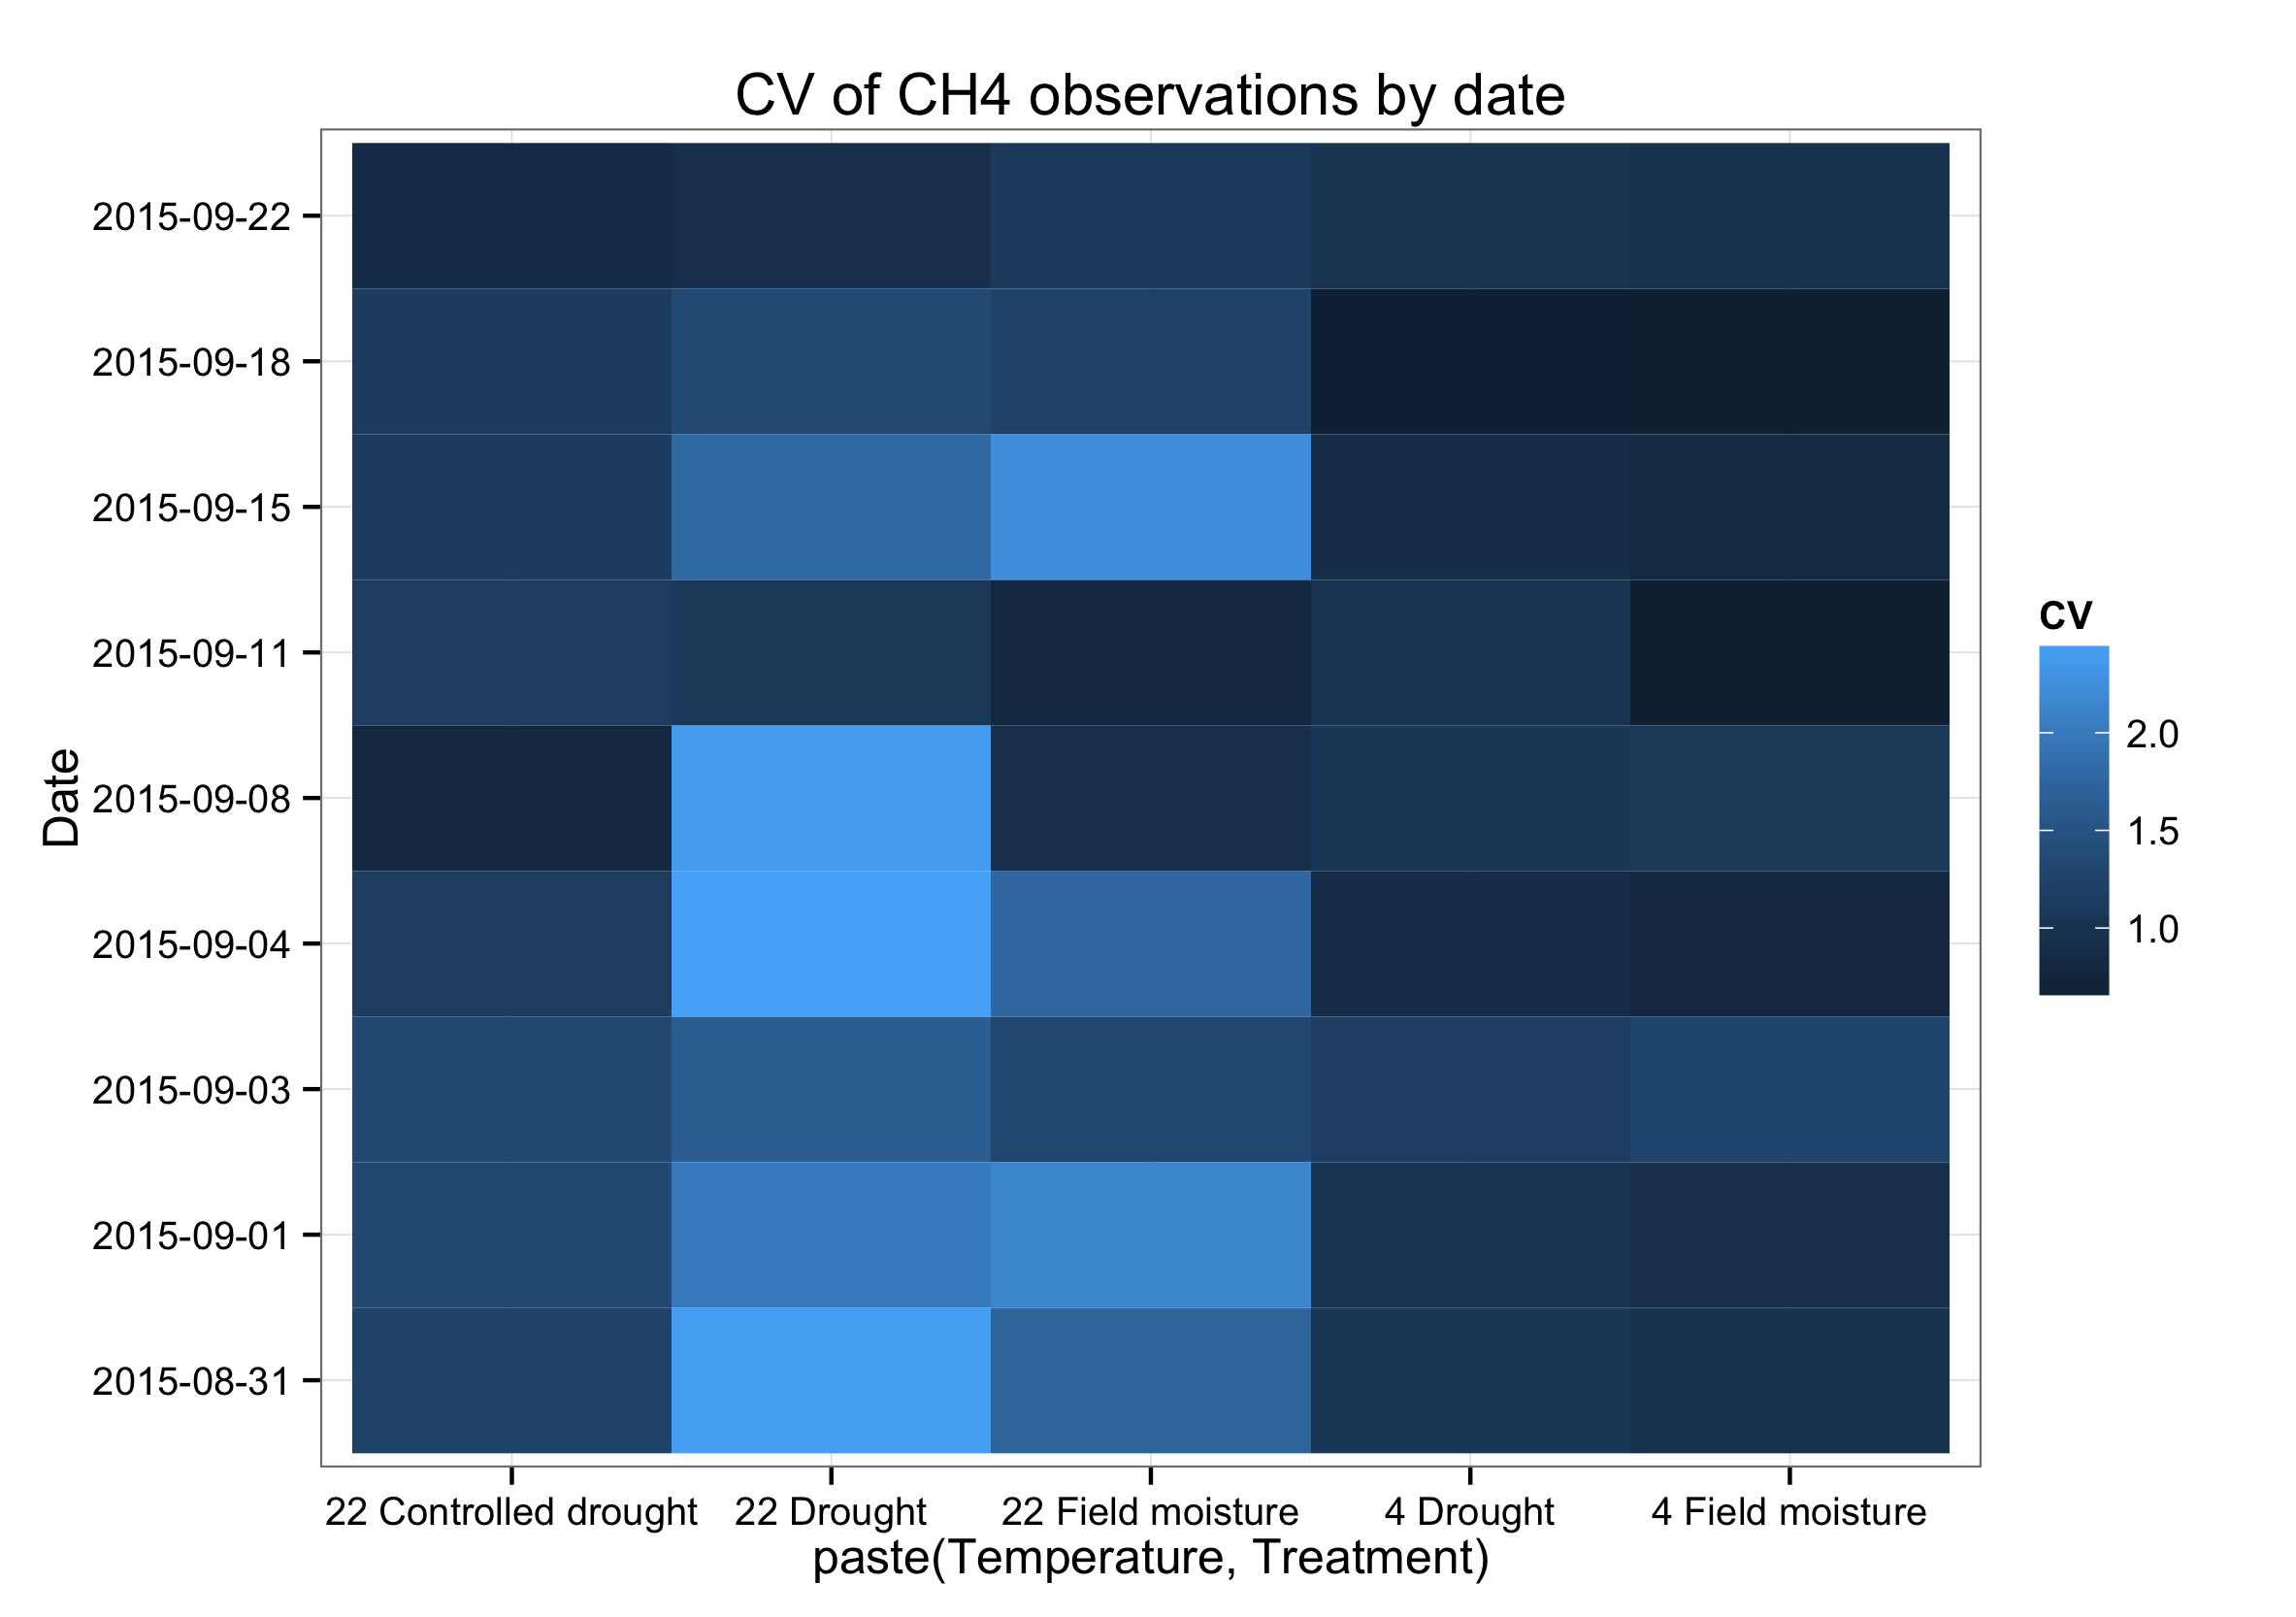 CV of CH4 observations by date
Date
2015-09-22
2015-09-18
2015-09-15
2015-09-11
2015-09-08
2015-09-04
2015-09-03
2015-09-01
2015-08-31
22 Controlled drought
22 Drought
22 Field moisture
4 Drought
4 Field moisture
paste(Temperature, Treatment)
cv
2.0
1.5
1.0